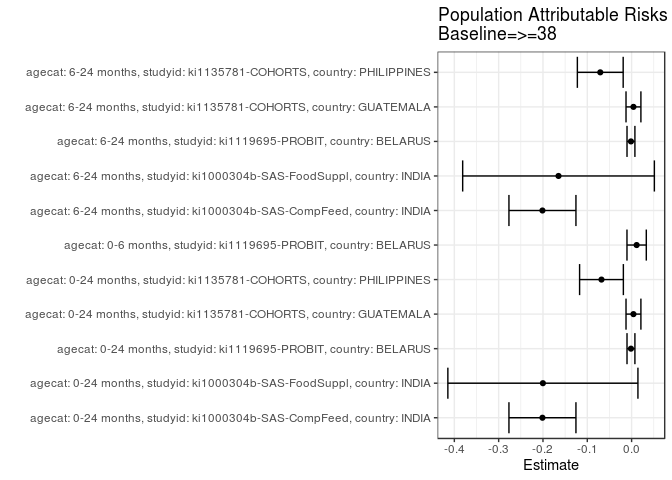 Population Attributable Risks
Baseline=>=38
agecat: 6-24 months, studyid: ki1135781-COHORTS, country: PHILIPPINES
agecat: 6-24 months, studyid: ki1135781-COHORTS, country: GUATEMALA
agecat: 6-24 months, studyid: ki1119695-PROBIT, country: BELARUS
agecat: 6-24 months, studyid: ki1000304b-SAS-FoodSuppl, country: INDIA
agecat: 6-24 months, studyid: ki1000304b-SAS-CompFeed, country: INDIA
agecat: 0-6 months, studyid: ki1119695-PROBIT, country: BELARUS
agecat: 0-24 months, studyid: ki1135781-COHORTS, country: PHILIPPINES
agecat: 0-24 months, studyid: ki1135781-COHORTS, country: GUATEMALA
agecat: 0-24 months, studyid: ki1119695-PROBIT, country: BELARUS
agecat: 0-24 months, studyid: ki1000304b-SAS-FoodSuppl, country: INDIA
agecat: 0-24 months, studyid: ki1000304b-SAS-CompFeed, country: INDIA
-0.4 -0.3 -0.2 -0.1 0.0
Estimate